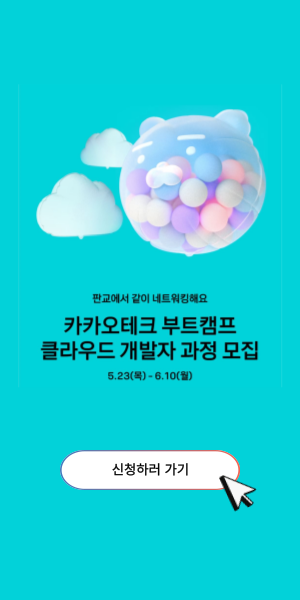 판교에서 같이 네트워킹해요
카카오테크 부트캠프
클라우드 개발자 과정 모집
5.23(목) - 6.10(월)
신청하러 가기